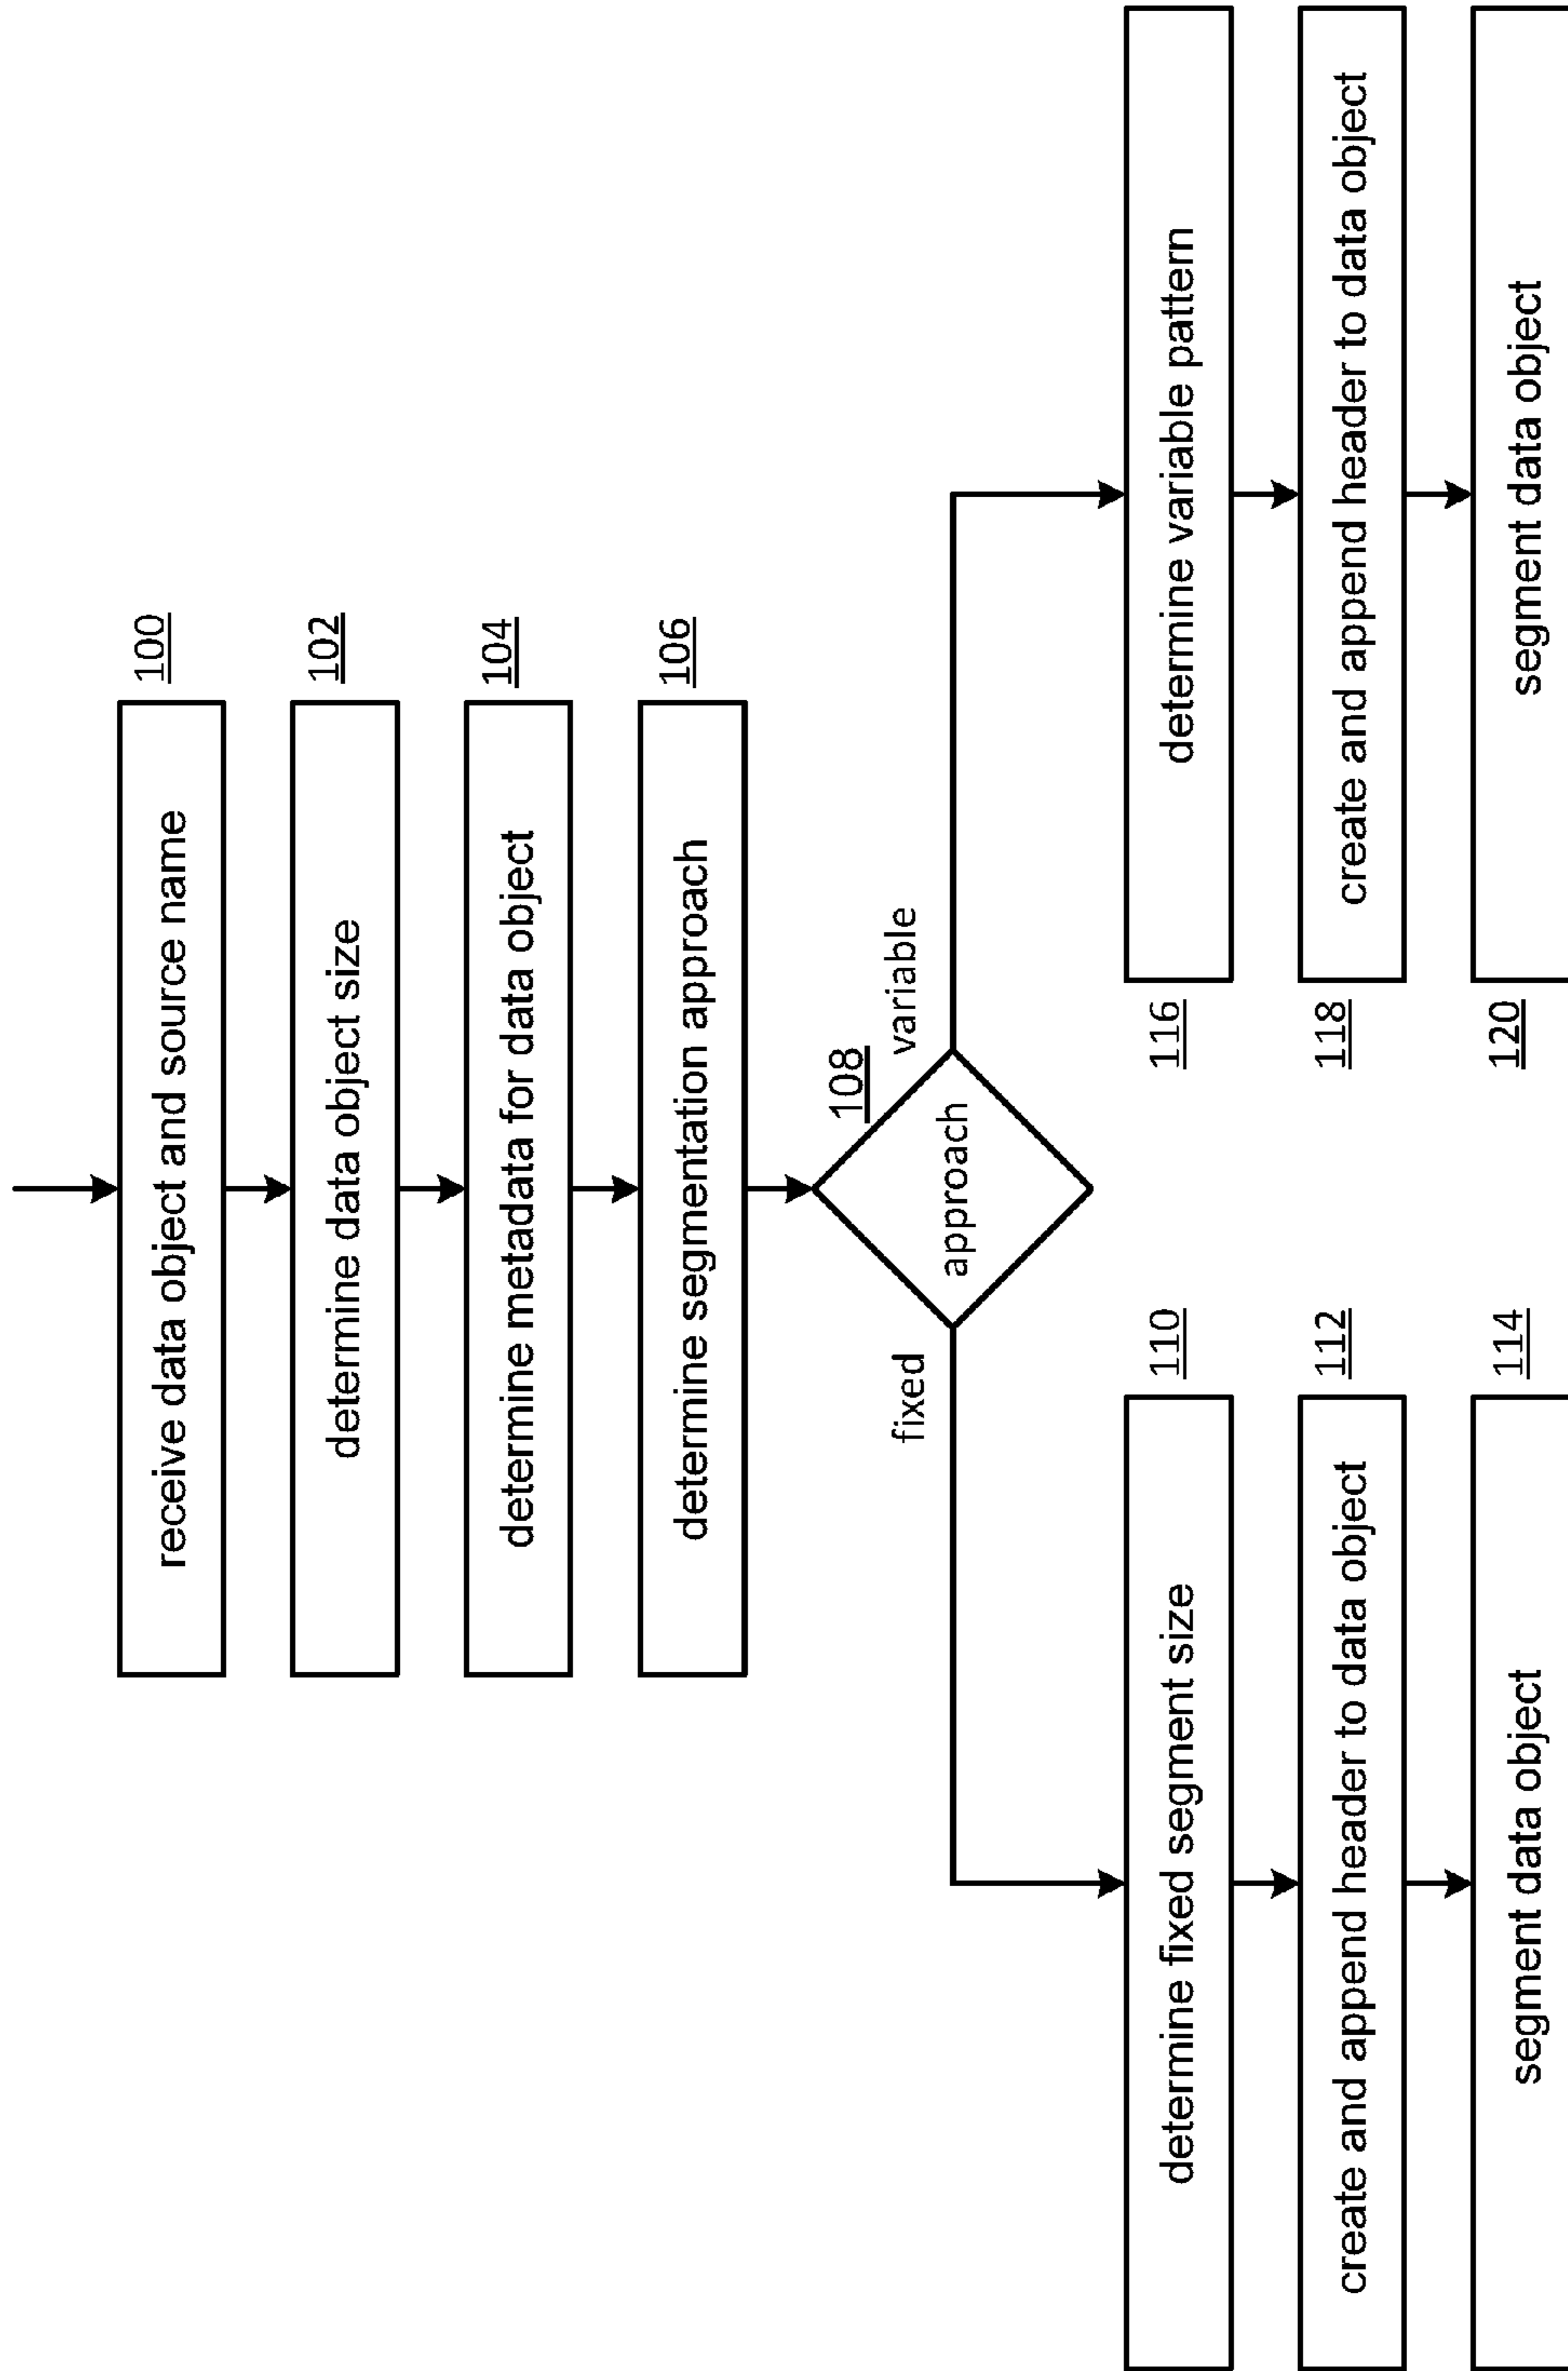 receive data object and source name
100
determine data object size
102
determine metadata for data object
104
determine segmentation approach
106
108
approach
fixed
variable
determine fixed segment size
110
create and append header to data object
112
segment data object
114
116
determine variable pattern
118
create and append header to data object
120
segment data object